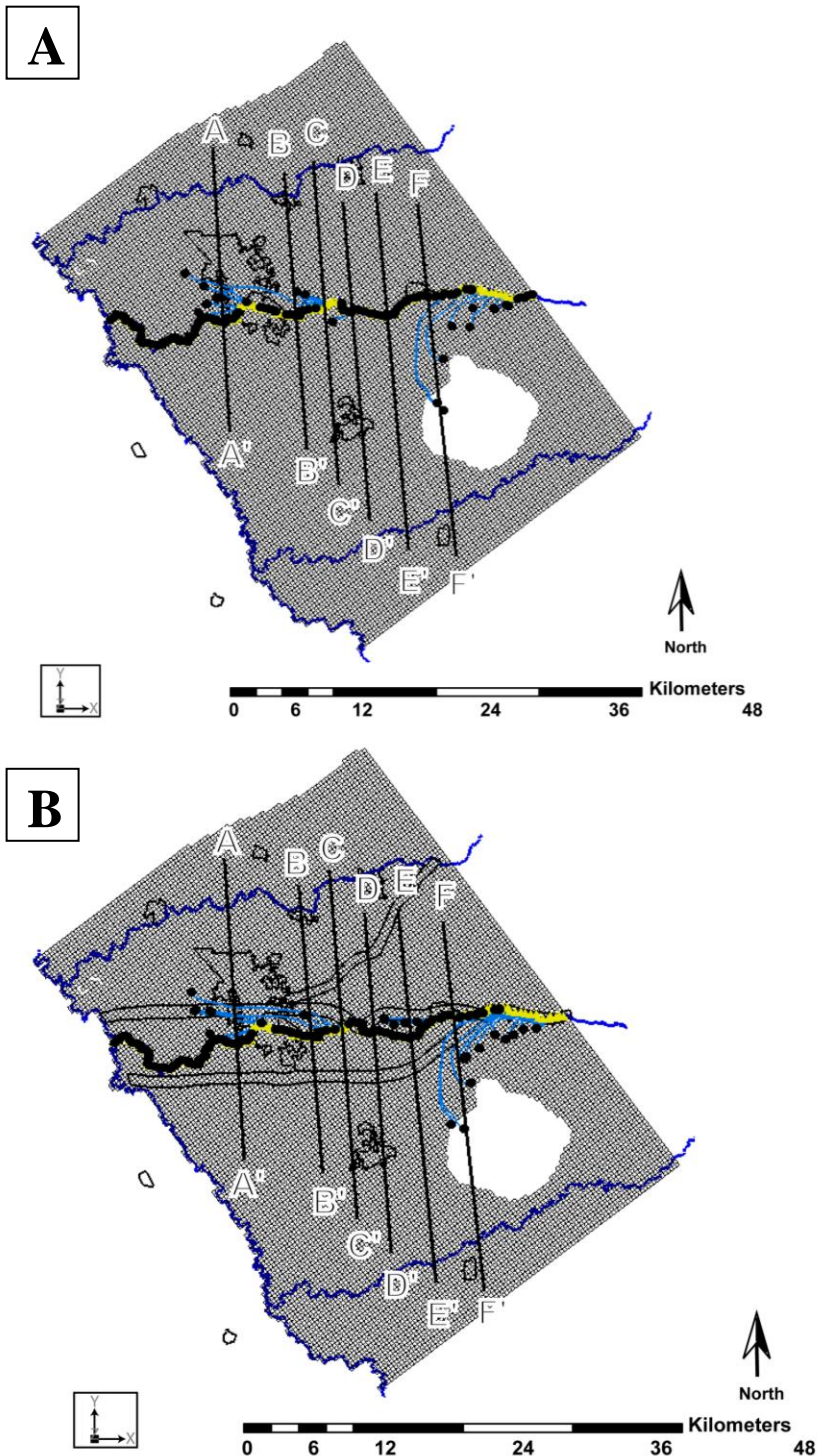 A
A
B
C
D
E
F
A'
B'
C'
D'
E'
F'
North
Y
X
Kilometers
0 6 12 24 36 48
B
A
B
C
D
E
F
A'
B'
C'
D'
E'
F'
North
Y
X
Kilometers
0 6 12 24 36 48